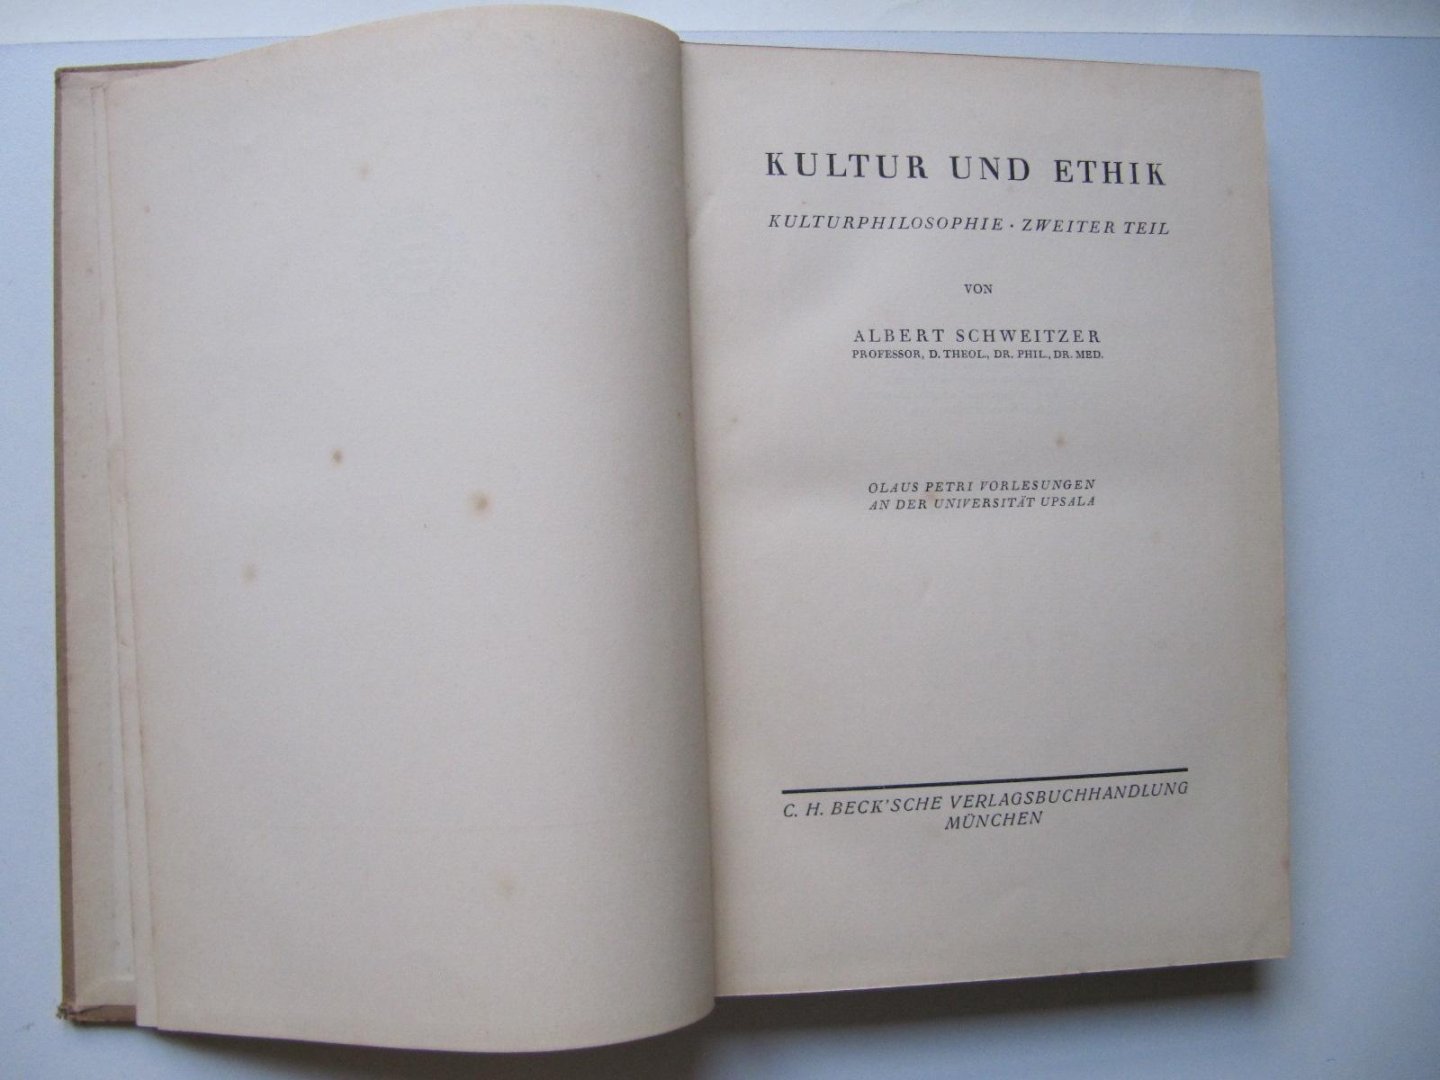 KULTUR UND ETHIK
KULTURPHILOSOPHIE · ZWEITER TEIL
VON
ALBERT SCHWEITZER
PROFESSOR, D. THEOL., DR. PHIL., DR. MED.
OLAUS PETRI VORLESUNGEN
AN DER UNIVERSITÄT UPSALA
C. H. BECK'SCHE VERLAGSBUCHHANDLUNG
MÜNCHEN